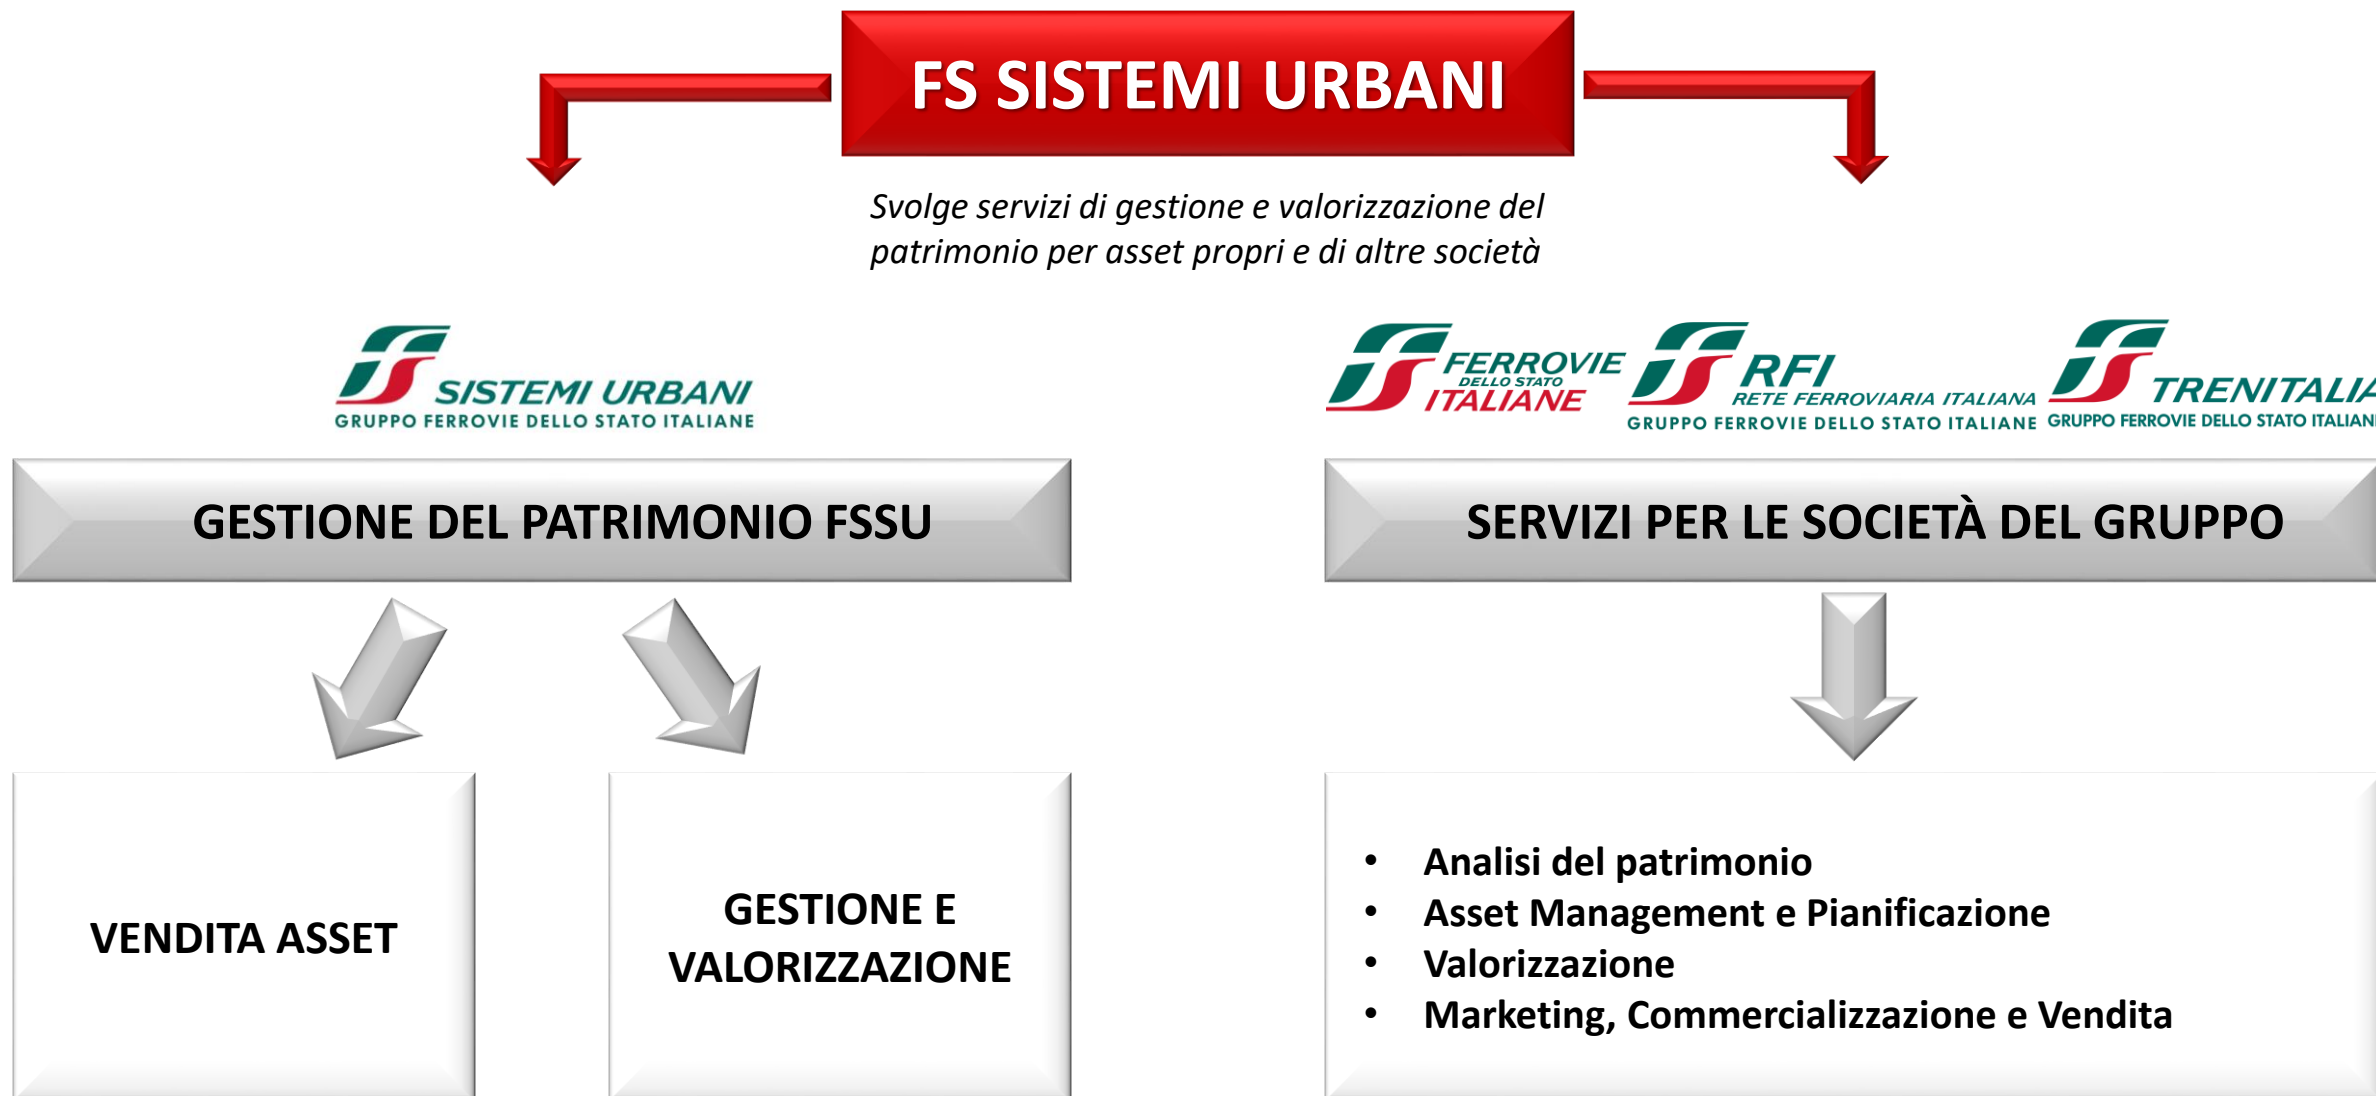 FS SISTEMI URBANI
Svolge servizi di gestione e valorizzazione del
patrimonio per asset propri e di altre società
SISTEMI URBANI
GRUPPO FERROVIE DELLO STATO ITALIANE
FERROVIE
DELLO STATO
ITALIANE
RFI
RETE FERROVIARIA ITALIANA
GRUPPO FERROVIE DELLO STATO ITALIANE
TRENITALIA
GRUPPO FERROVIE DELLO STATO ITALIANE
GESTIONE DEL PATRIMONIO FSSU
SERVIZI PER LE SOCIETÀ DEL GRUPPO
VENDITA ASSET
GESTIONE E
VALORIZZAZIONE
• Analisi del patrimonio
• Asset Management e Pianificazione
• Valorizzazione
• Marketing, Commercializzazione e Vendita